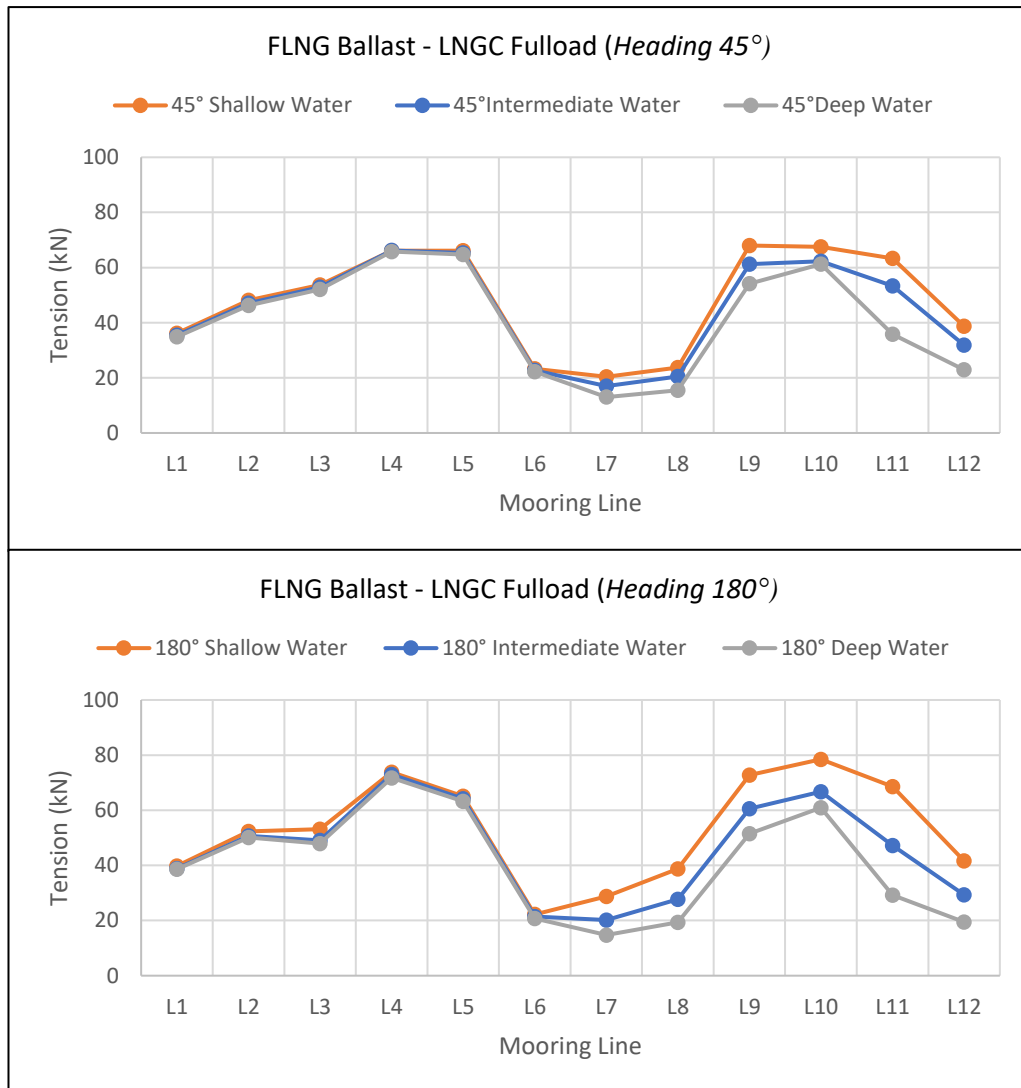 FLNG Ballast - LNGC Fulload (Heading 45°)
45° Shallow Water 45°Intermediate Water 45°Deep Water
100
80
60
40
20
0
Tension (kN)
L1 L2 L3 L4 L5 L6 L7 L8 L9 L10 L11 L12
Mooring Line
FLNG Ballast - LNGC Fulload (Heading 180°)
180° Shallow Water 180° Intermediate Water 180° Deep Water
100
80
60
40
20
0
Tension (kN)
L1 L2 L3 L4 L5 L6 L7 L8 L9 L10 L11 L12
Mooring Line